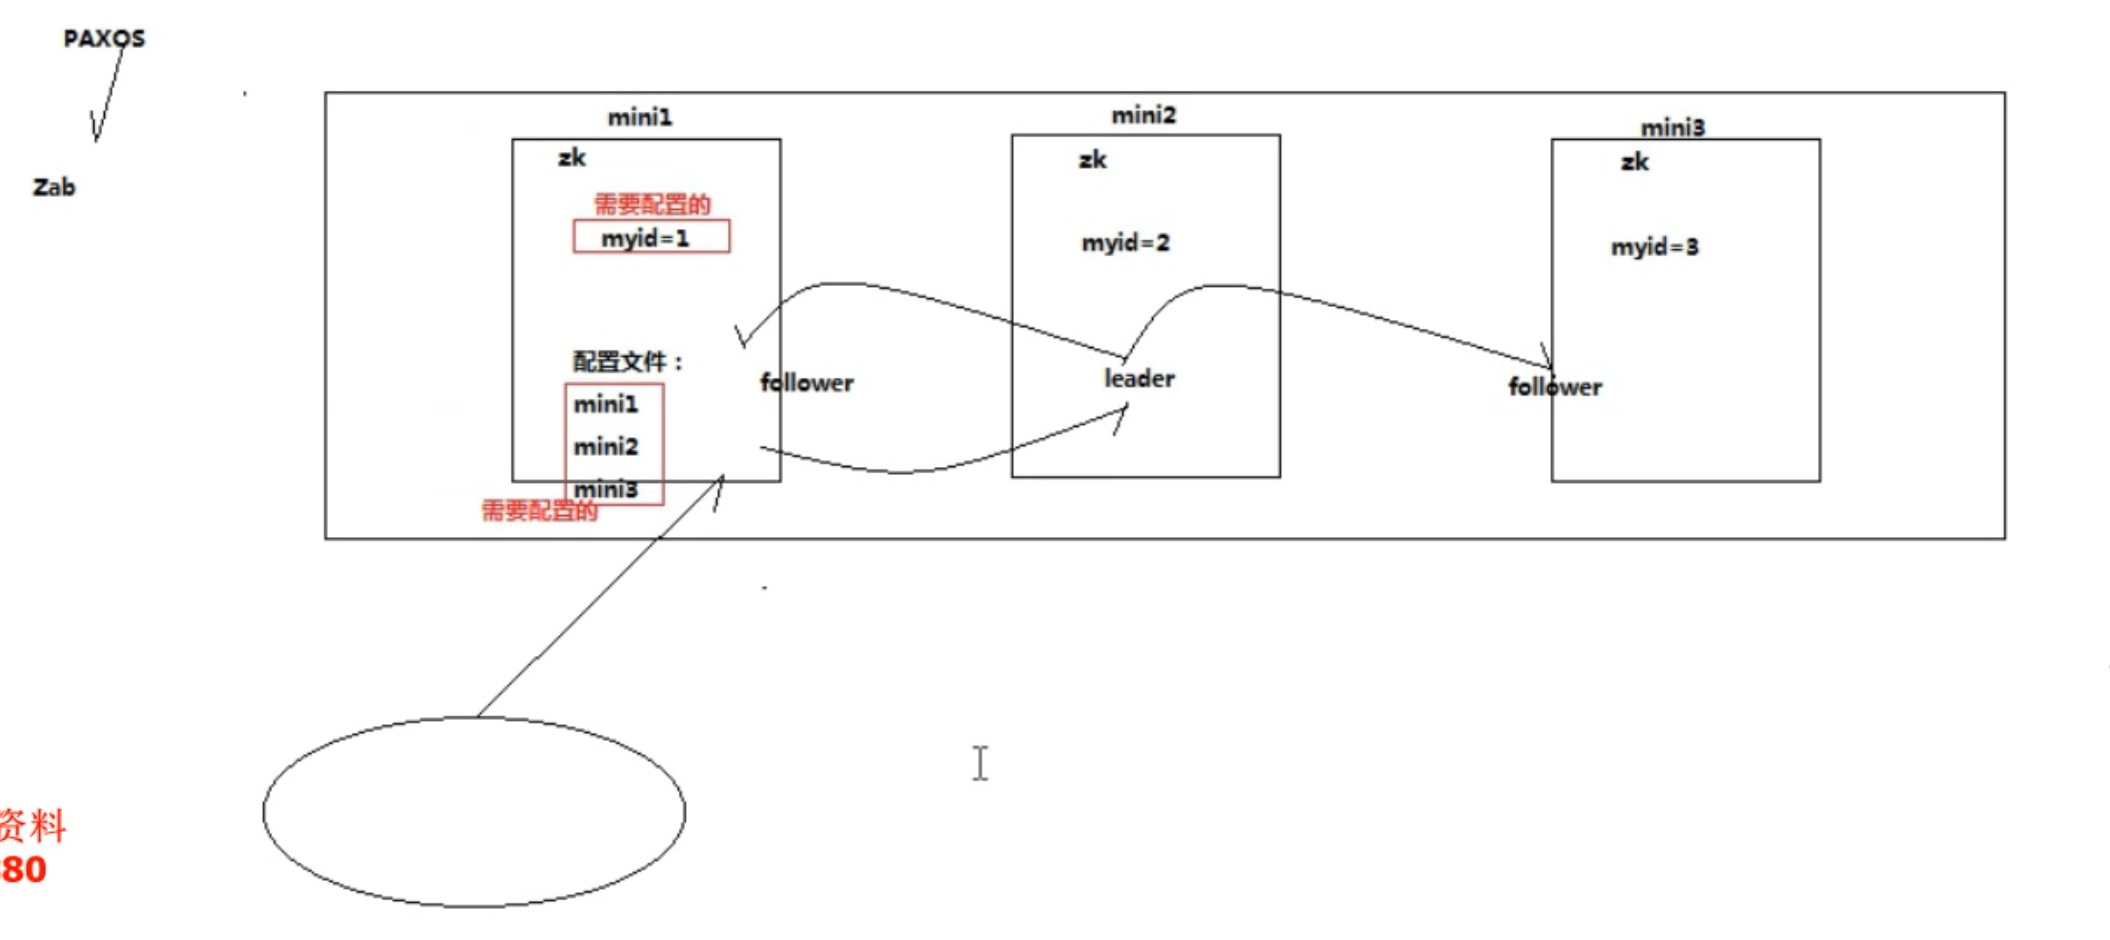 PAXOS
Zab
mini1
zk
需要配置的
myid=1
配置文件：
mini1
mini2
mini3
需要配置的
follower
mini2
zk
myid=2
leader
mini3
zk
myid=3
follower
资料
80